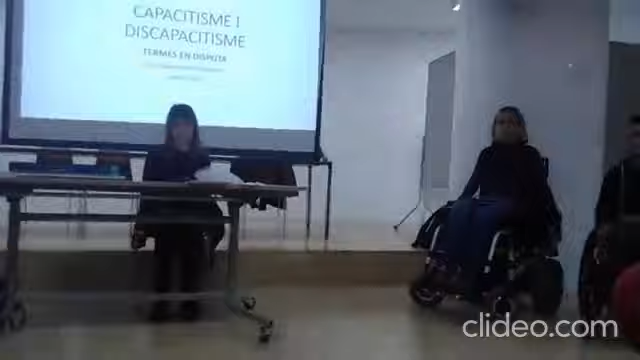 CAPACITISME I
DISCAPACITISME
TERMES EN DISPUTA
clideo.com